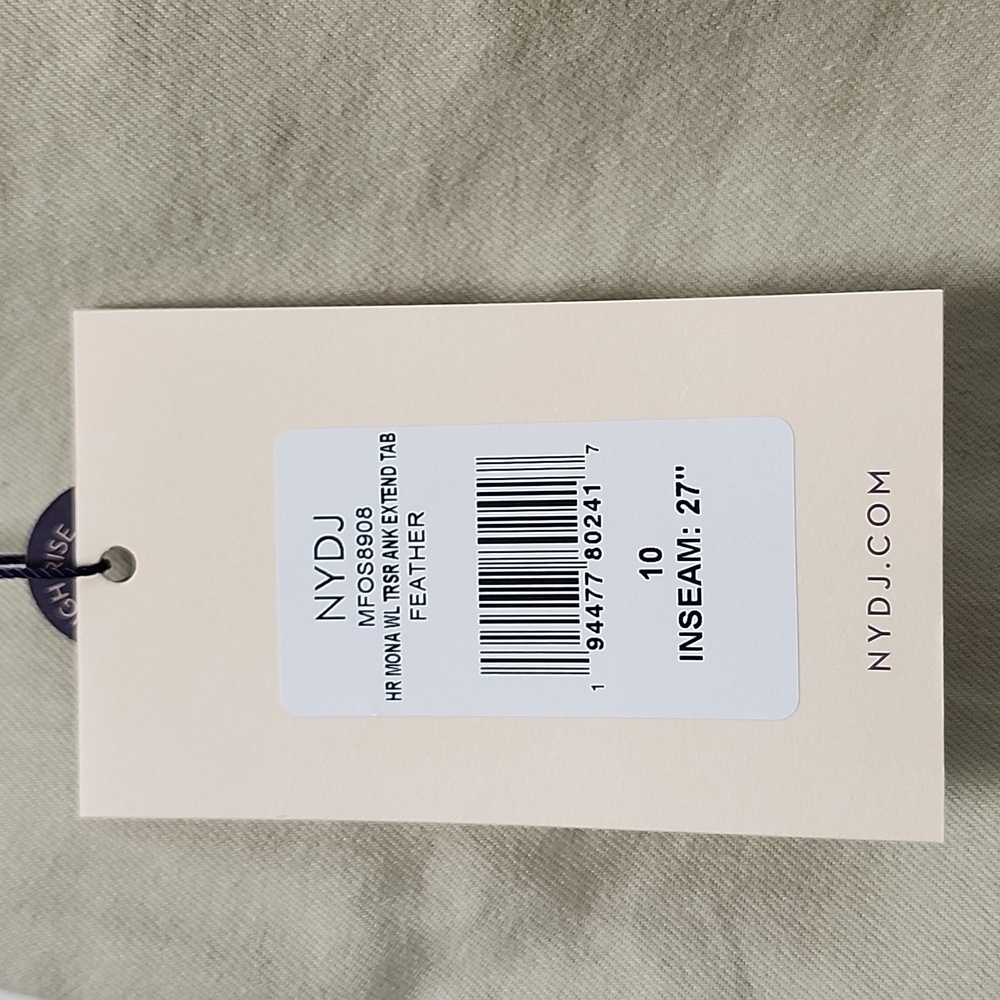 NYDJ
MFOS8908
HR MONA WL TRSR ANK EXTEND TAB
FEATHER
1 94477 80241 7
10
INSEAM: 27"
NYDJ.COM
RISE